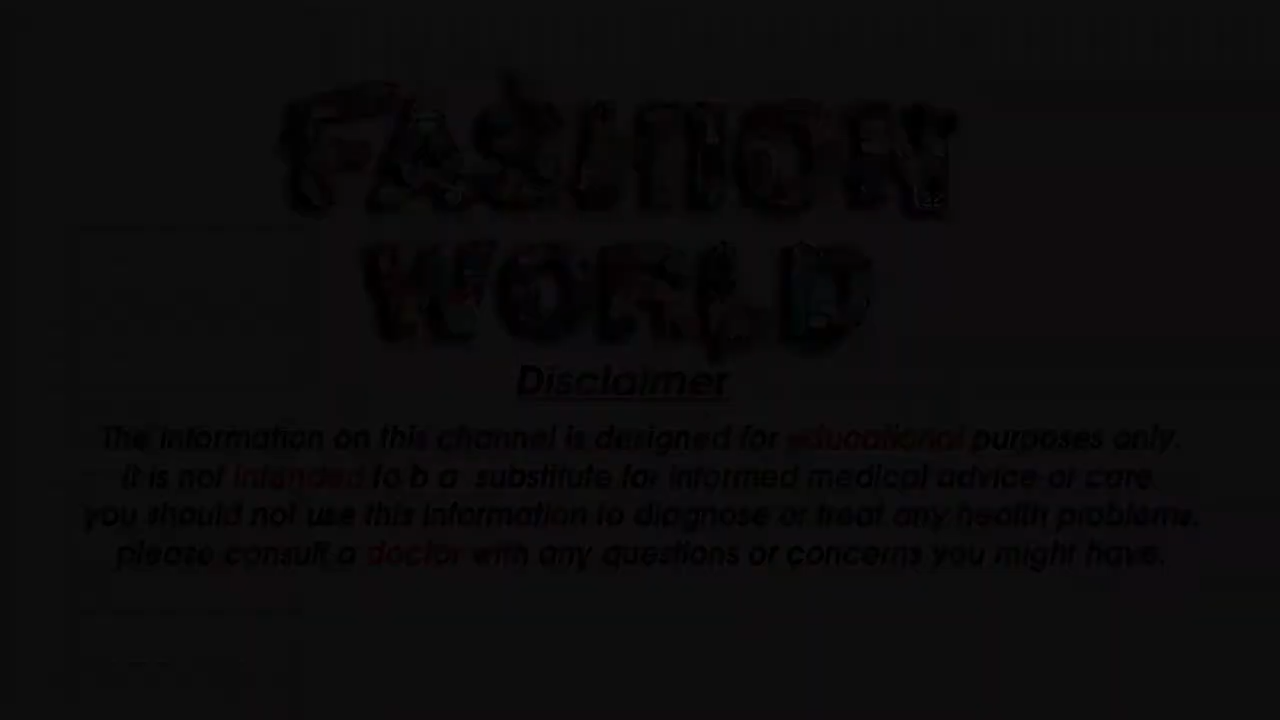 FASHION
WORLD
Disclaimer
The information on this channel is designed for educational purposes only.
it is not intended to b a substitute for informed medical advice or care
you should not use this information to diagnose or treat any health problems.
please consult a doctor with any questions or concerns you might have.